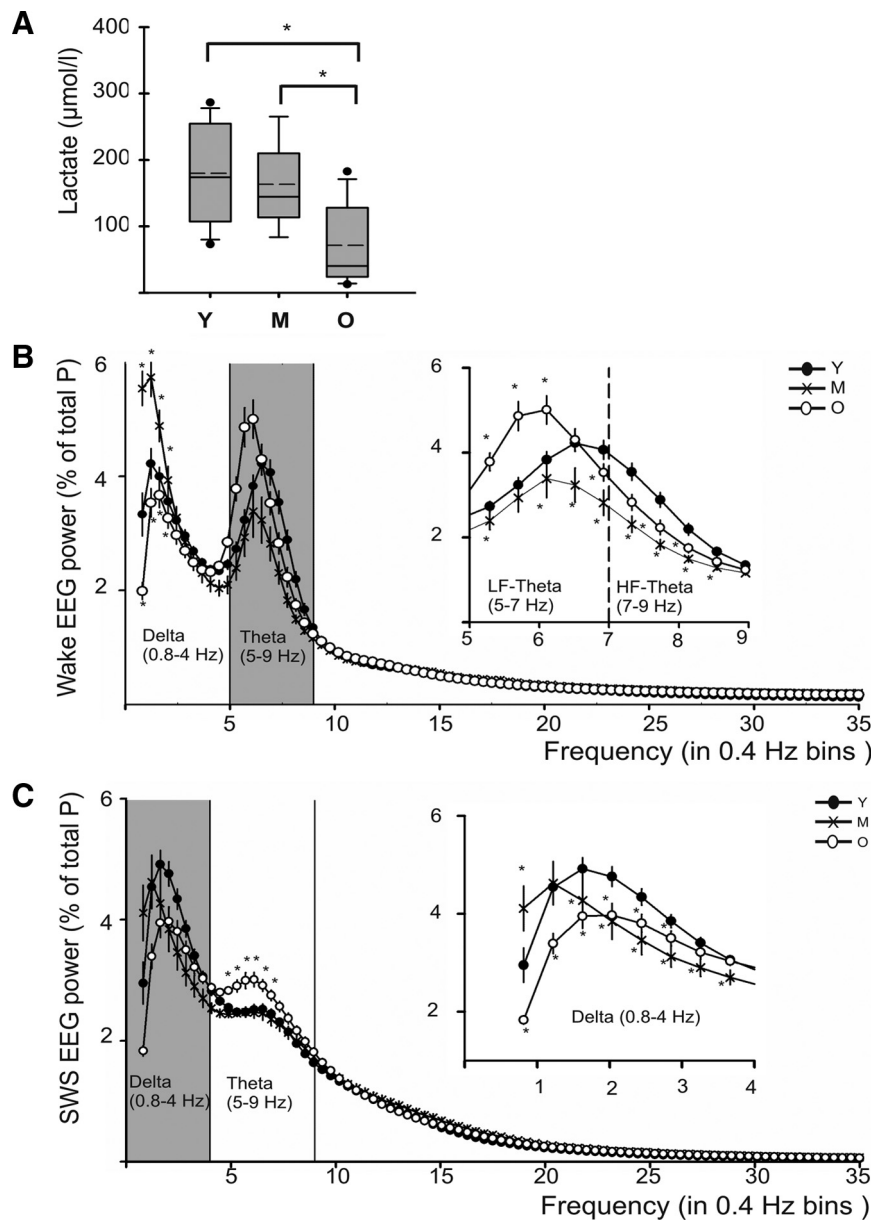 A
400
300
200
100
Lactate (µmol/l)
*
*
Y M O
B
Wake EEG power (% of total P)
6
4
2
* * * *
* * * *
Delta
(0.8-4 Hz)
Theta
(5-9 Hz)
5 10 15 20 25 30 35
Frequency (in 0.4 Hz bins )
6
4
2
* * *
* * * * * * * * * *
LF-Theta
(5-7 Hz)
HF-Theta
(7-9 Hz)
5 6 7 8 9
Y
M
O
C
SWS EEG power (% of total P)
6
4
2
* * * * * *
Delta
(0.8-4 Hz)
Theta
(5-9 Hz)
5 10 15 20 25 30 35
Frequency (in 0.4 Hz bins )
6
4
2
* * * * *
* * * * * * *
Delta (0.8-4 Hz)
1 2 3 4
Y
M
O